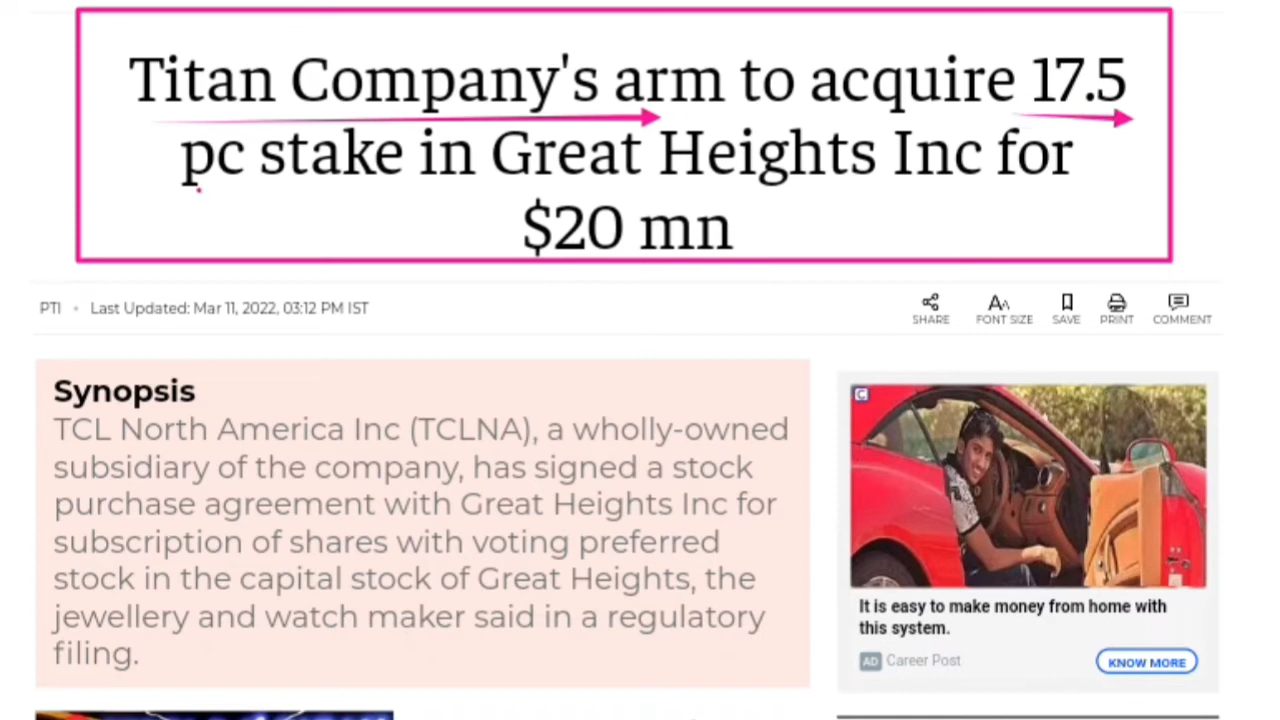 Titan Company's arm to acquire 17.5
pc stake in Great Heights Inc for
$20 mn
PTI • Last Updated: Mar 11, 2022, 03:12 PM IST
SHARE FONT SIZE SAVE PRINT COMMENT
Synopsis
TCL North America Inc (TCLNA), a wholly-owned
subsidiary of the company, has signed a stock
purchase agreement with Great Heights Inc for
subscription of shares with voting preferred
stock in the capital stock of Great Heights, the
jewellery and watch maker said in a regulatory
filing.
It is easy to make money from home with
this system.
AD Career Post
KNOW MORE